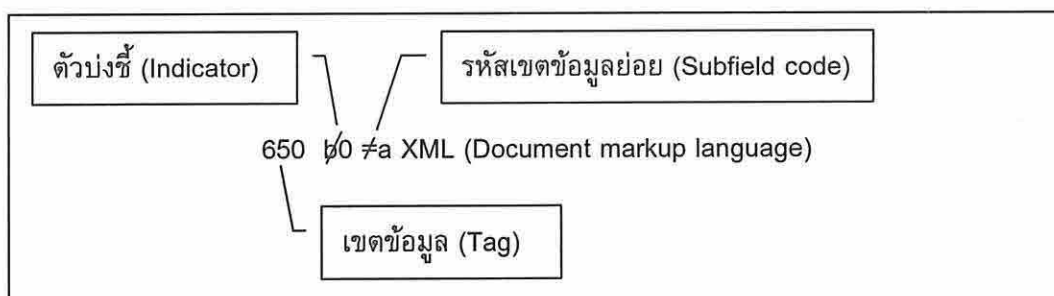 ตัวบ่งชี้ (Indicator)
รหัสเขตข้อมูลย่อย (Subfield code)
650 b̸0 ≠a XML (Document markup language)
เขตข้อมูล (Tag)